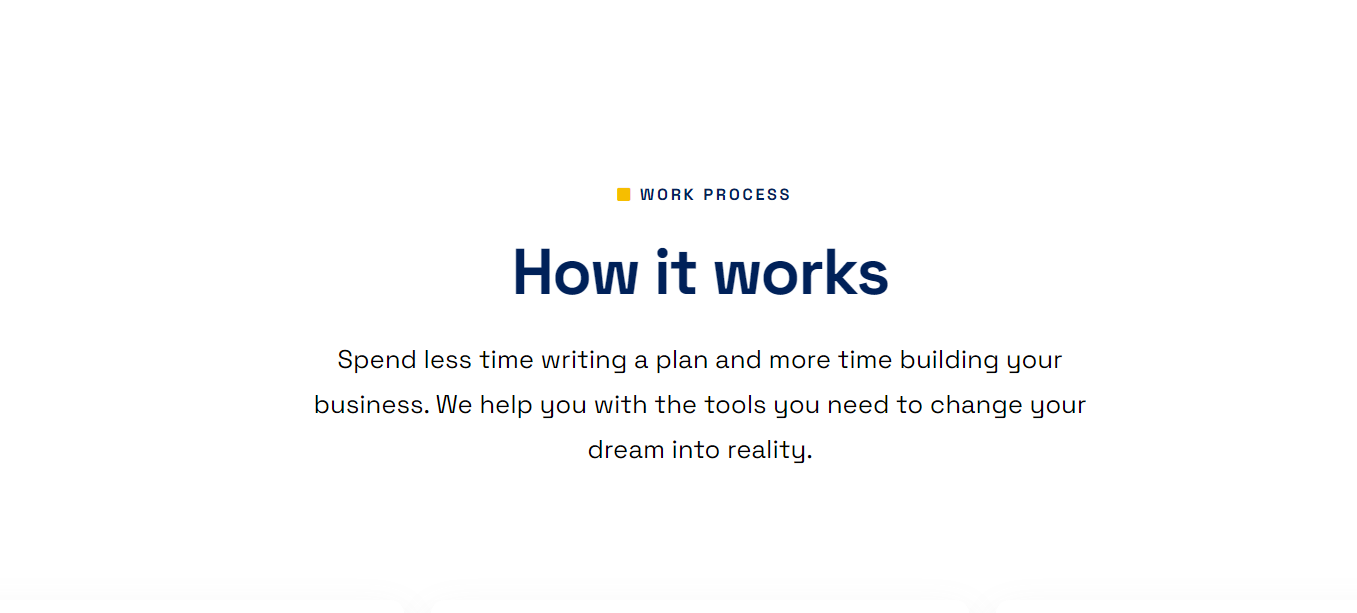 WORK PROCESS
How it works
Spend less time writing a plan and more time building your
business. We help you with the tools you need to change your
dream into reality.